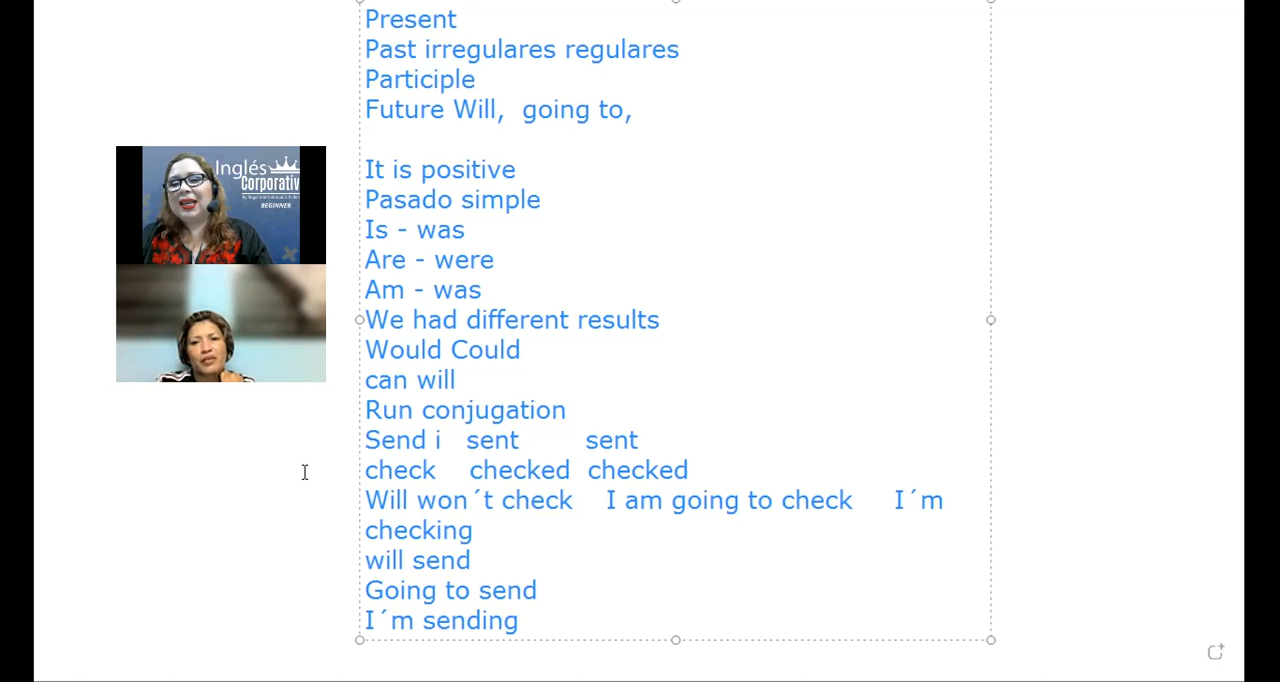 Present
Past irregulares regulares
Participle
Future Will,  going to,
It is positive
Pasado simple
Is - was
Are - were
Am - was
We had different results
Would Could
can will
Run conjugation
Send i   sent        sent
check    checked  checked
Will won´t check    I am going to check     I´m
checking
will send
Going to send
I´m sending
Inglés
Corporativ
BEGINNER